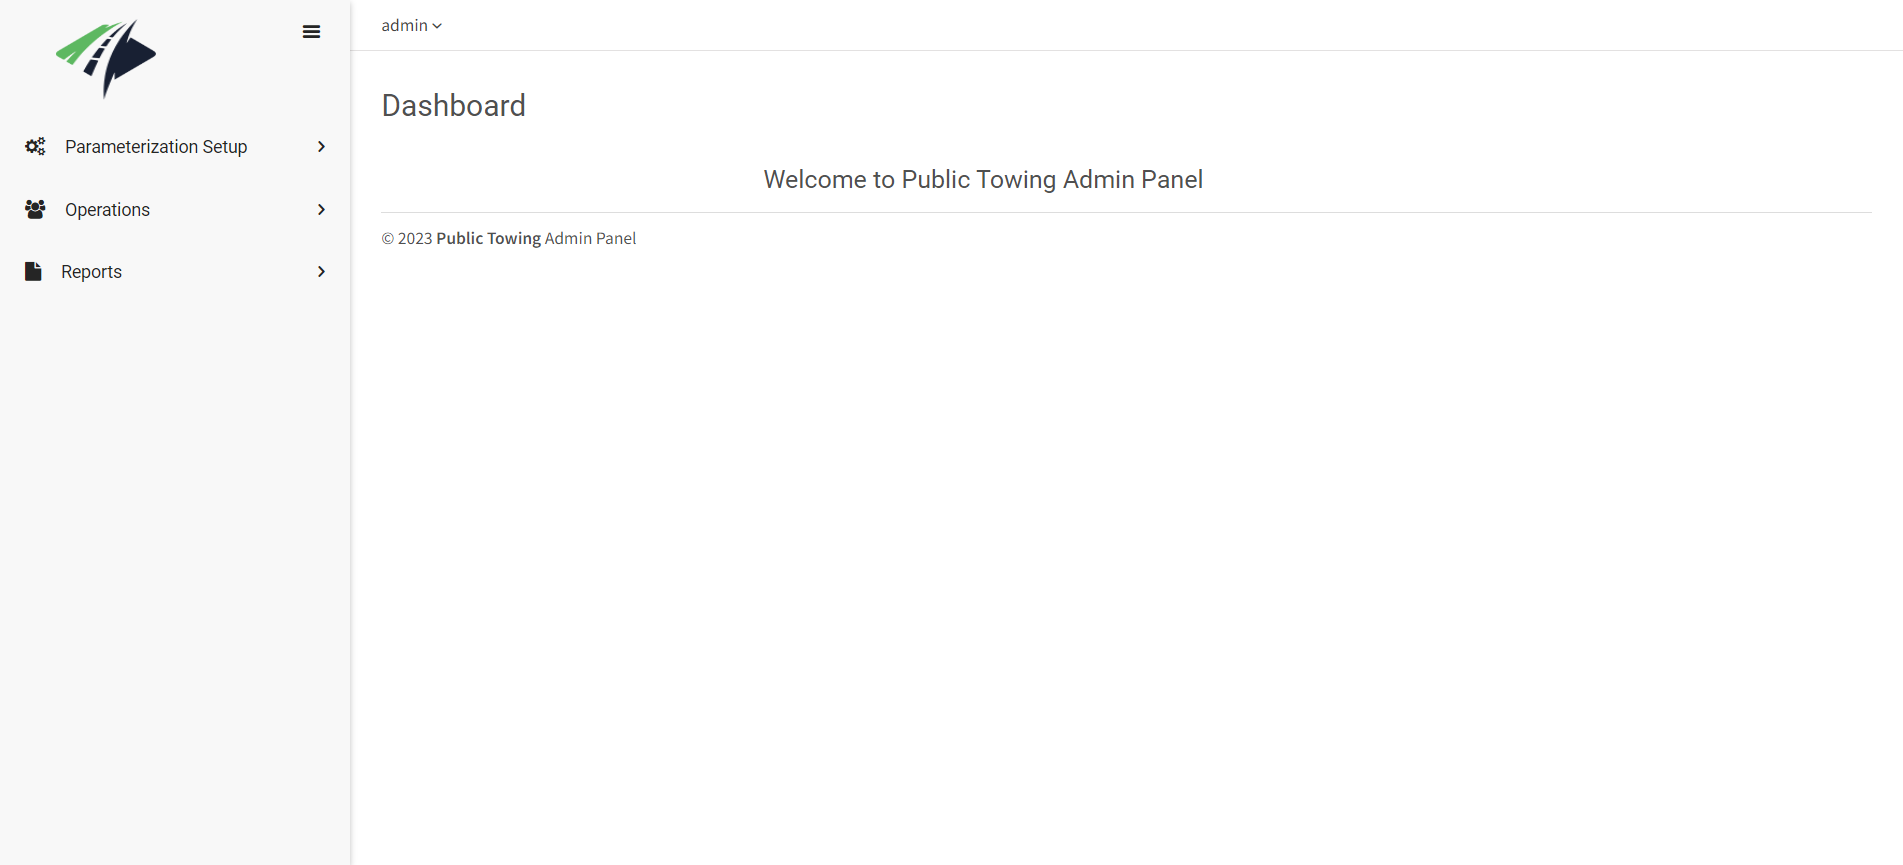 admin
Dashboard
Parameterization Setup
Operations
Reports
Welcome to Public Towing Admin Panel
© 2023 Public Towing Admin Panel